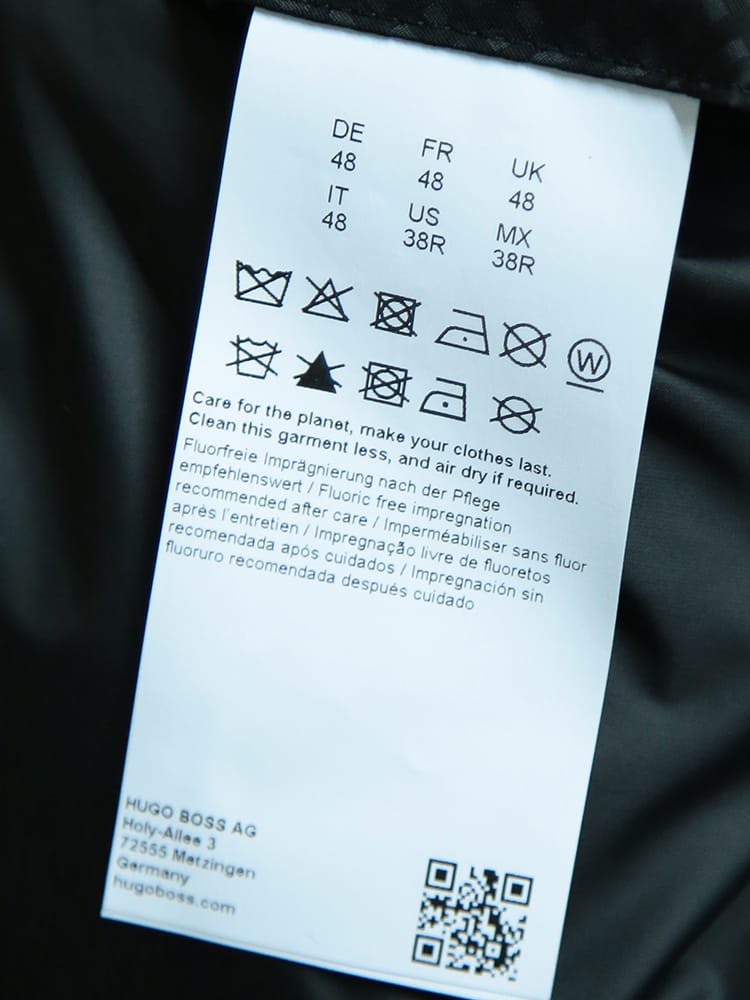 DE FR UK
48 48 48
IT US MX
48 38R 38R
W
Care for the planet, make your clothes last.
Clean this garment less, and air dry if required.
Fluorfreie Imprägnierung nach der Pflege
empfehlenswert / Fluoric free impregnation
recommended after care / Imperméabiliser sans fluor
après l'entretien / Impregnação livre de fluoretos
recomendada após cuidados / Impregnación sin
fluoruro recomendada después cuidado
HUGO BOSS AG
Holy-Allee 3
72555 Metzingen
Germany
hugoboss.com